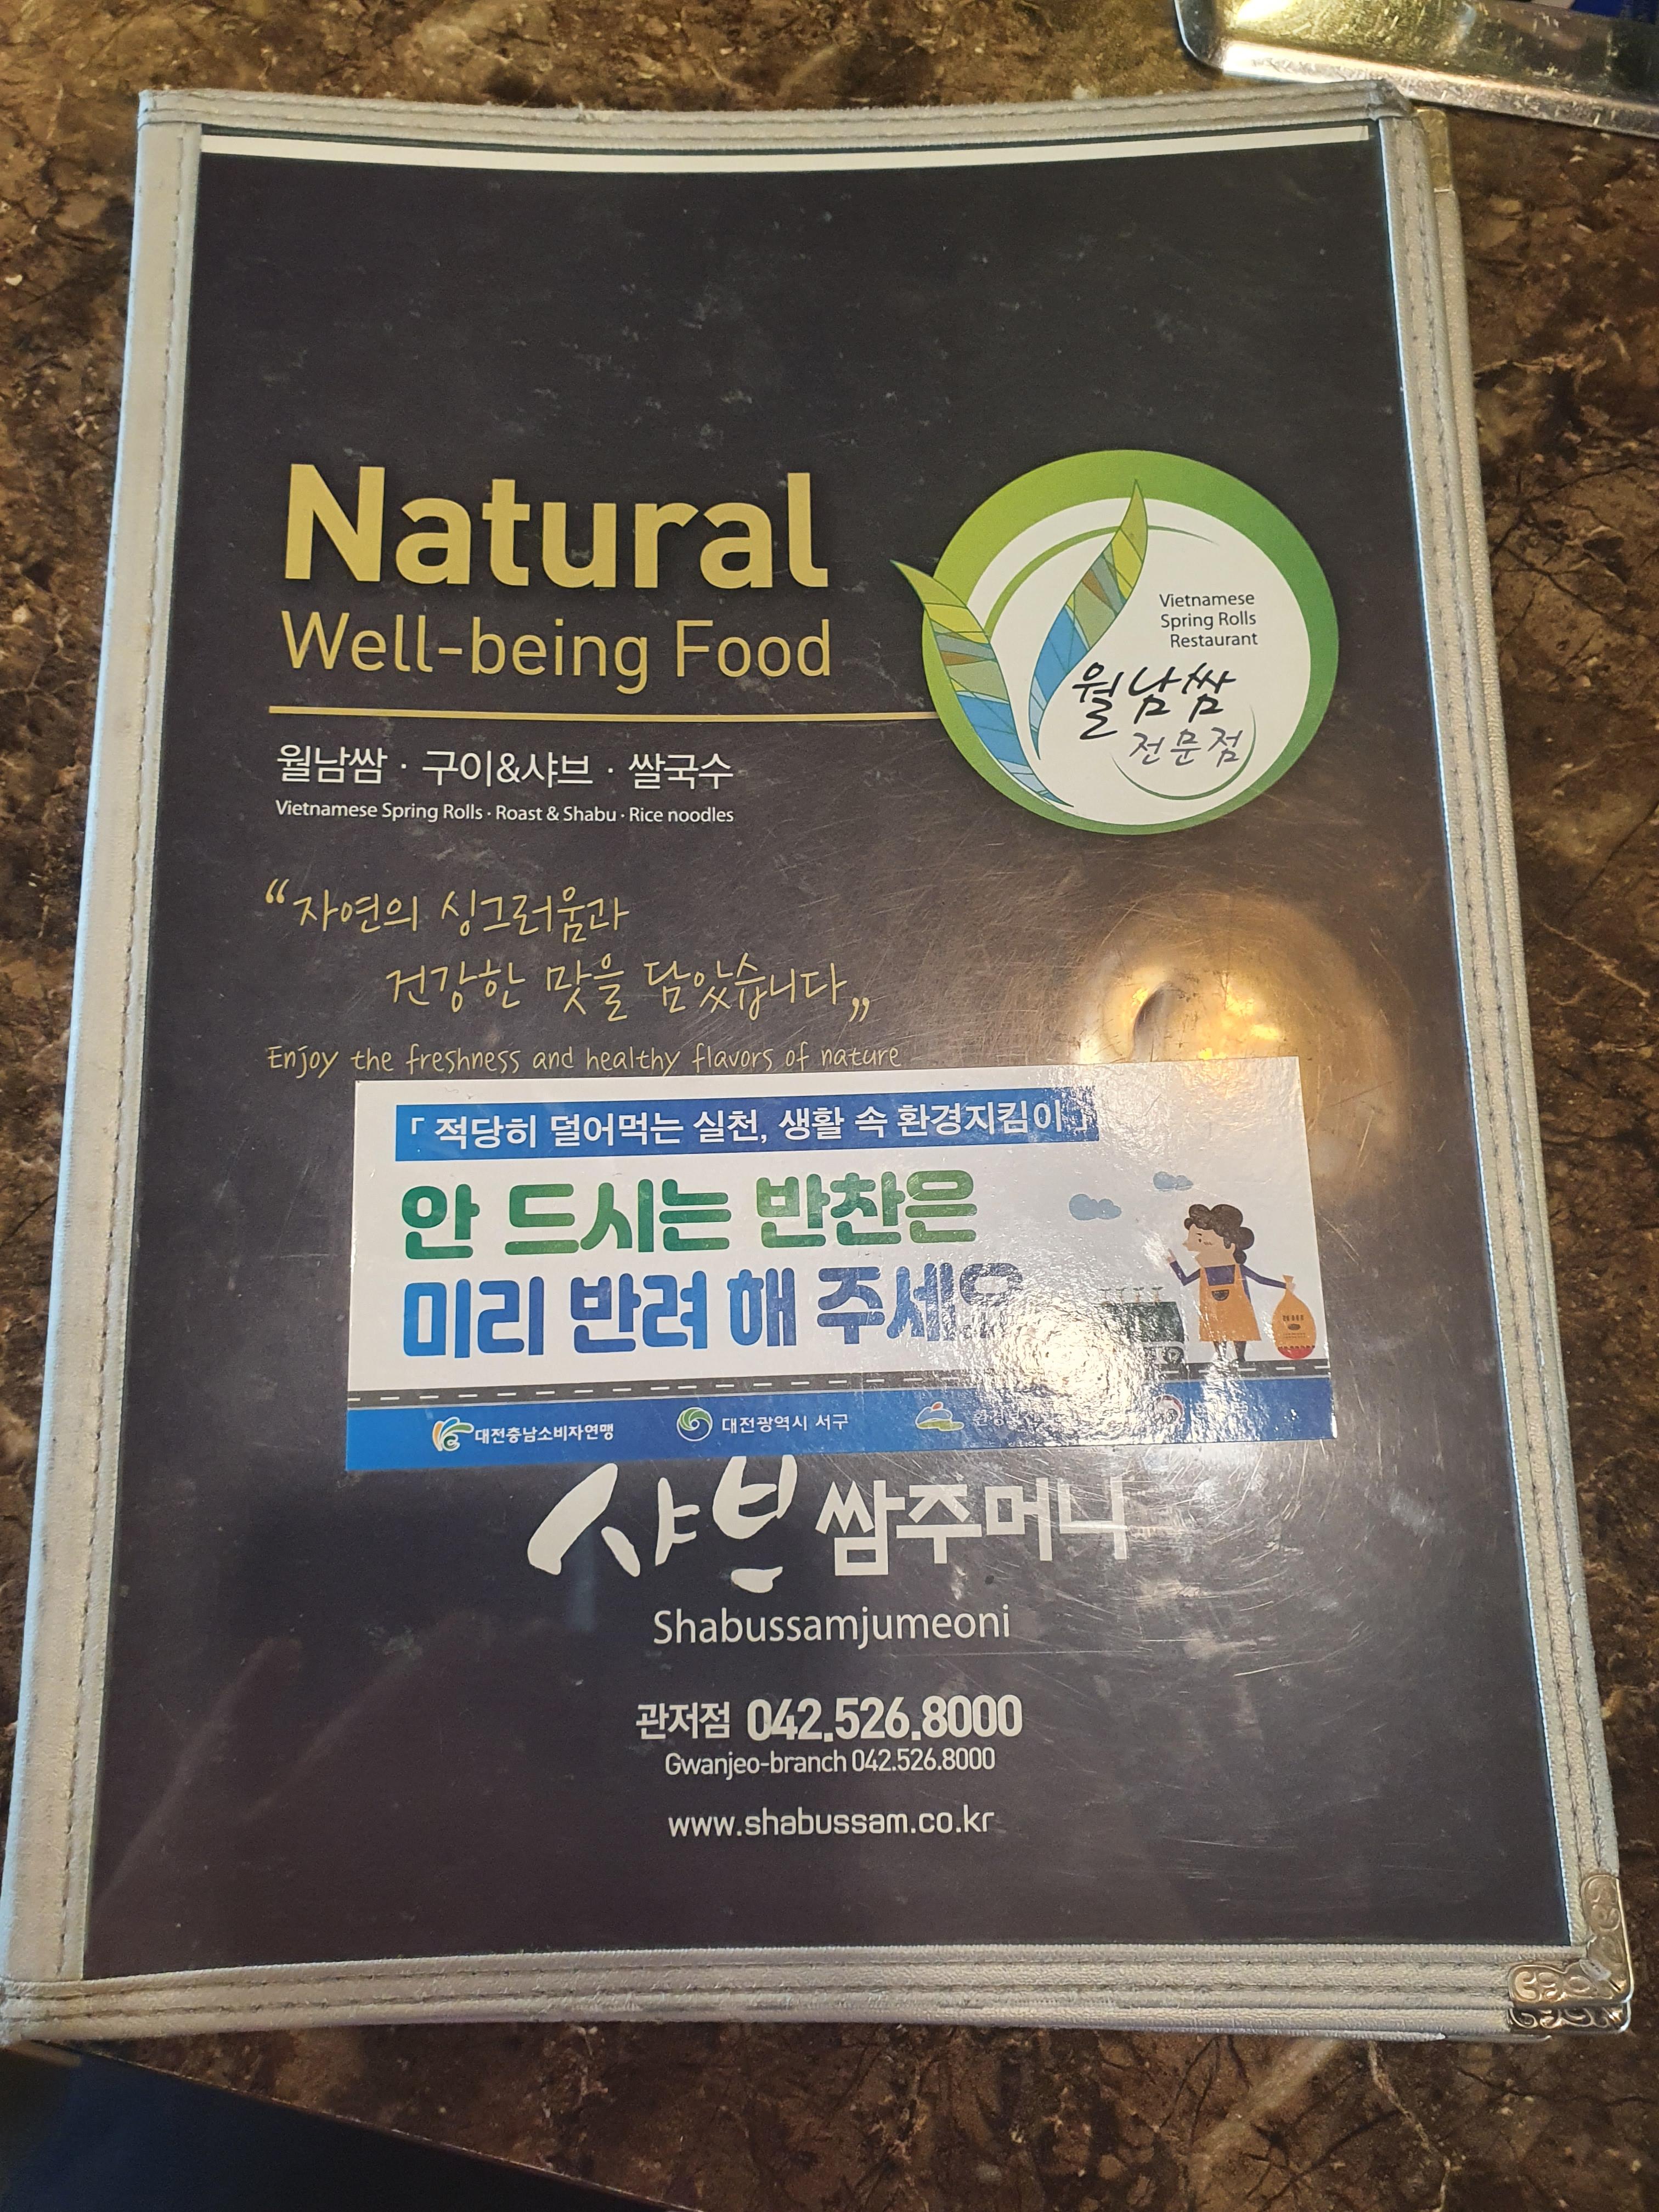 Natural
Well-being Food
Vietnamese
Spring Rolls
Restaurant
월남쌈
전문점
월남쌈 · 구이&샤브 · 쌀국수
Vietnamese Spring Rolls · Roast & Shabu · Rice noodles
“자연의 싱그러움과
건강한 맛을 담았습니다„
Enjoy the freshness and healthy flavors of nature
「적당히 덜어먹는 실천, 생활 속 환경지킴이」
안 드시는 반찬은
미리 반려 해 주세요
대전충남소비자연맹 대전광역시 서구
샤브 쌈주머니
Shabussamjumeoni
관저점 042.526.8000
Gwanjeo-branch 042.526.8000
www.shabussam.co.kr